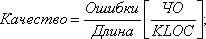 Качество = Ошибки / Длина [ ЧО / KLOC ];